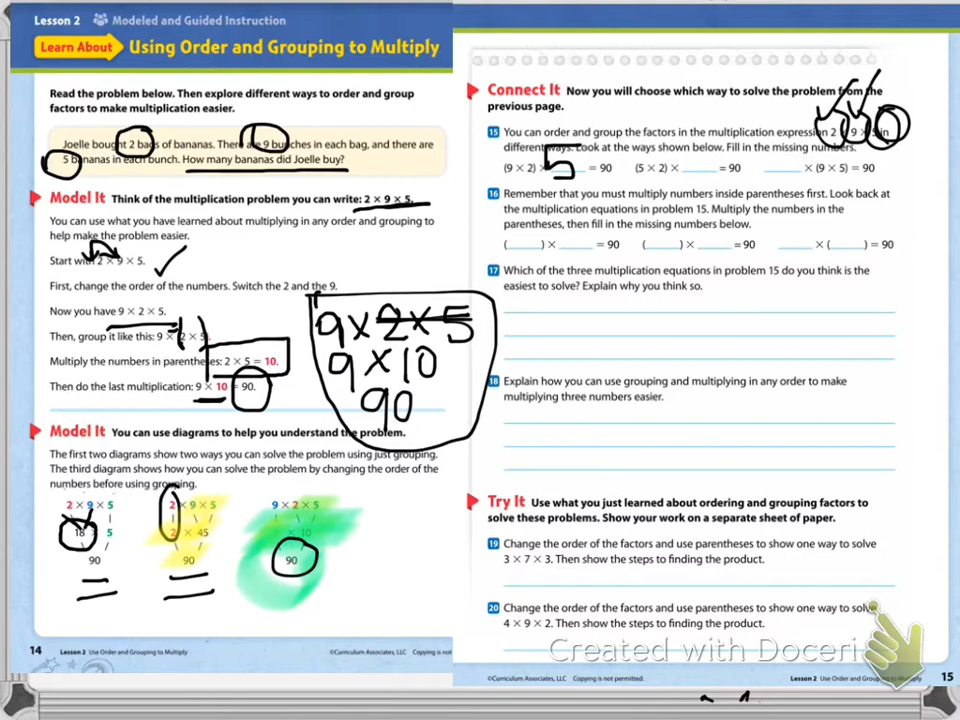 Lesson 2 Modeled and Guided Instruction
Learn About Using Order and Grouping to Multiply
Read the problem below. Then explore different ways to order and group
factors to make multiplication easier.
Joelle bought 2 bags of bananas. There are 9 bunches in each bag, and there are
5 bananas in each bunch. How many bananas did Joelle buy?
Model It Think of the multiplication problem you can write: 2 × 9 × 5.
You can use what you have learned about multiplying in any order and grouping to
help make the problem easier.
Start with 2 × 9 × 5.
First, change the order of the numbers. Switch the 2 and the 9.
Now you have 9 × 2 × 5.
Then, group it like this: 9 × (2 × 5).
Multiply the numbers in parentheses: 2 × 5 = 10.
Then do the last multiplication: 9 × 10 = 90.
9 × 2 × 5
9 × 10
90
Model It You can use diagrams to help you understand the problem.
The first two diagrams show two ways you can solve the problem using just grouping.
The third diagram shows how you can solve the problem by changing the order of the
numbers before using grouping.
2 × 9 × 5 2 × 9 × 5 9 × 2 × 5
18 × 5 2 × 45 × 10
90 90 90
14 Lesson 2 Use Order and Grouping to Multiply ©Curriculum Associates, LLC Copying is not
Connect It Now you will choose which way to solve the problem from the
previous page.
15 You can order and group the factors in the multiplication expression 2 × 9 × 5 in
different ways. Look at the ways shown below. Fill in the missing numbers.
(9 × 2) × 5 = 90 (5 × 2) × ____ = 90 ____ × (9 × 5) = 90
16 Remember that you must multiply numbers inside parentheses first. Look back at
the multiplication equations in problem 15. Multiply the numbers in the
parentheses, then fill in the missing numbers below.
( ____ ) × ____ = 90 ( ____ ) × ____ = 90 ____ × ( ____ ) = 90
17 Which of the three multiplication equations in problem 15 do you think is the
easiest to solve? Explain why you think so.
18 Explain how you can use grouping and multiplying in any order to make
multiplying three numbers easier.
Try It Use what you just learned about ordering and grouping factors to
solve these problems. Show your work on a separate sheet of paper.
19 Change the order of the factors and use parentheses to show one way to solve
3 × 7 × 3. Then show the steps to finding the product.
20 Change the order of the factors and use parentheses to show one way to solve
4 × 9 × 2. Then show the steps to finding the product.
Created with Doceri
©Curriculum Associates, LLC Copying is not permitted. Lesson 2 Use Order and Grouping to Multiply 15